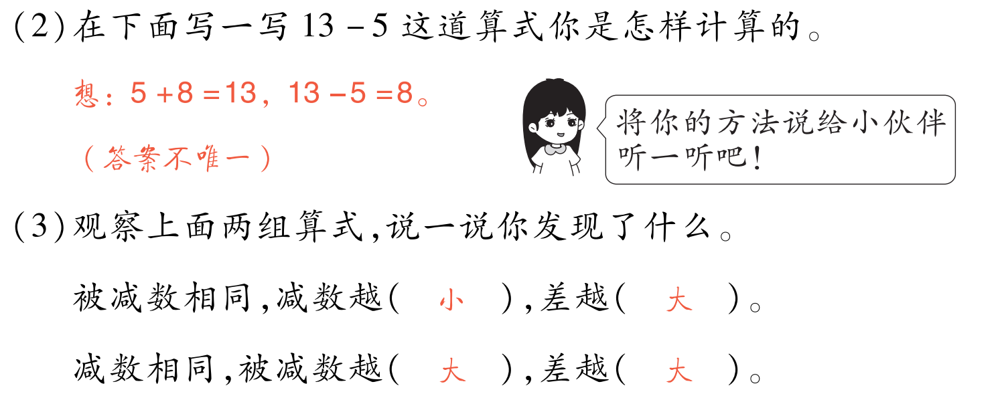 (2)在下面写一写 13 - 5 这道算式你是怎样计算的。
想：5 + 8 = 13，13 - 5 = 8。
（答案不唯一）
将你的方法说给小伙伴
听一听吧！
(3)观察上面两组算式,说一说你发现了什么。
被减数相同,减数越( 小 ),差越( 大 )。
减数相同,被减数越( 大 ),差越( 大 )。